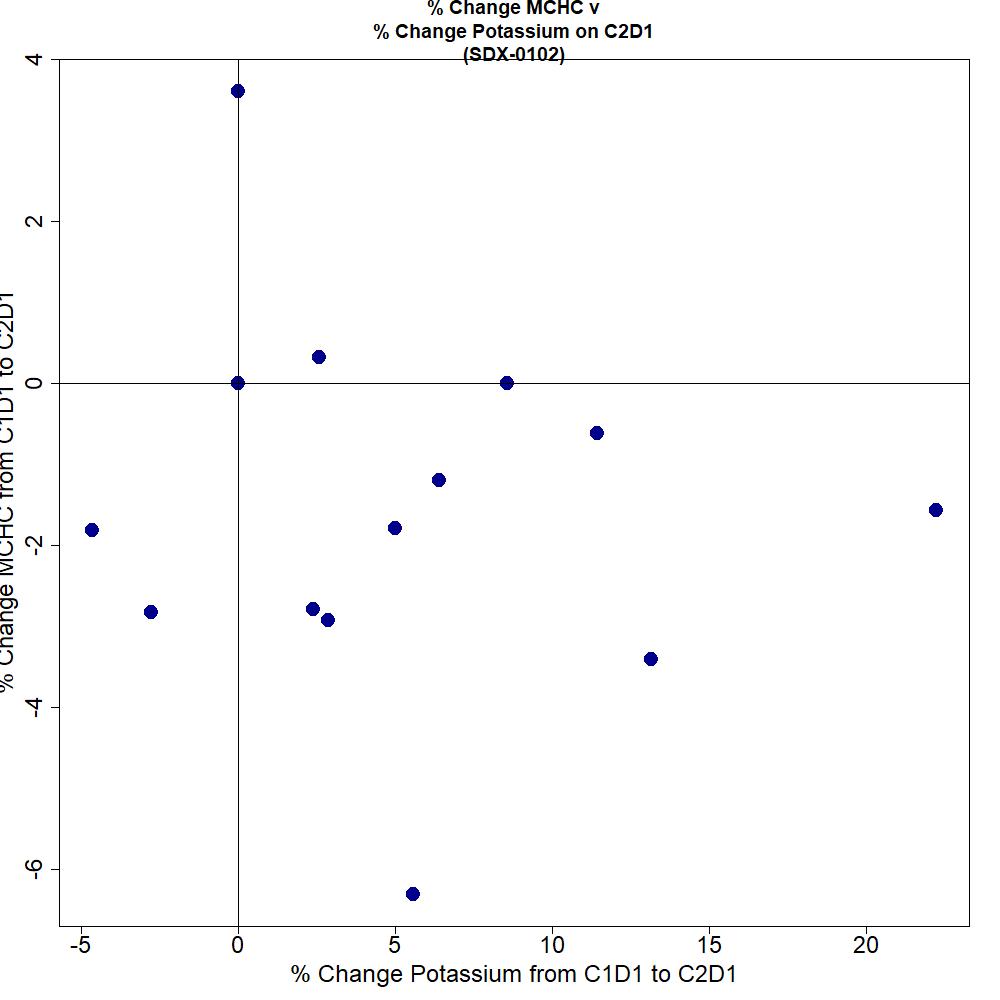 % Change MCHC v
% Change Potassium on C2D1
(SDX-0102)
% Change MCHC from C1D1 to C2D1
4
2
0
-2
-4
-6
-5
0
5
10
15
20
% Change Potassium from C1D1 to C2D1